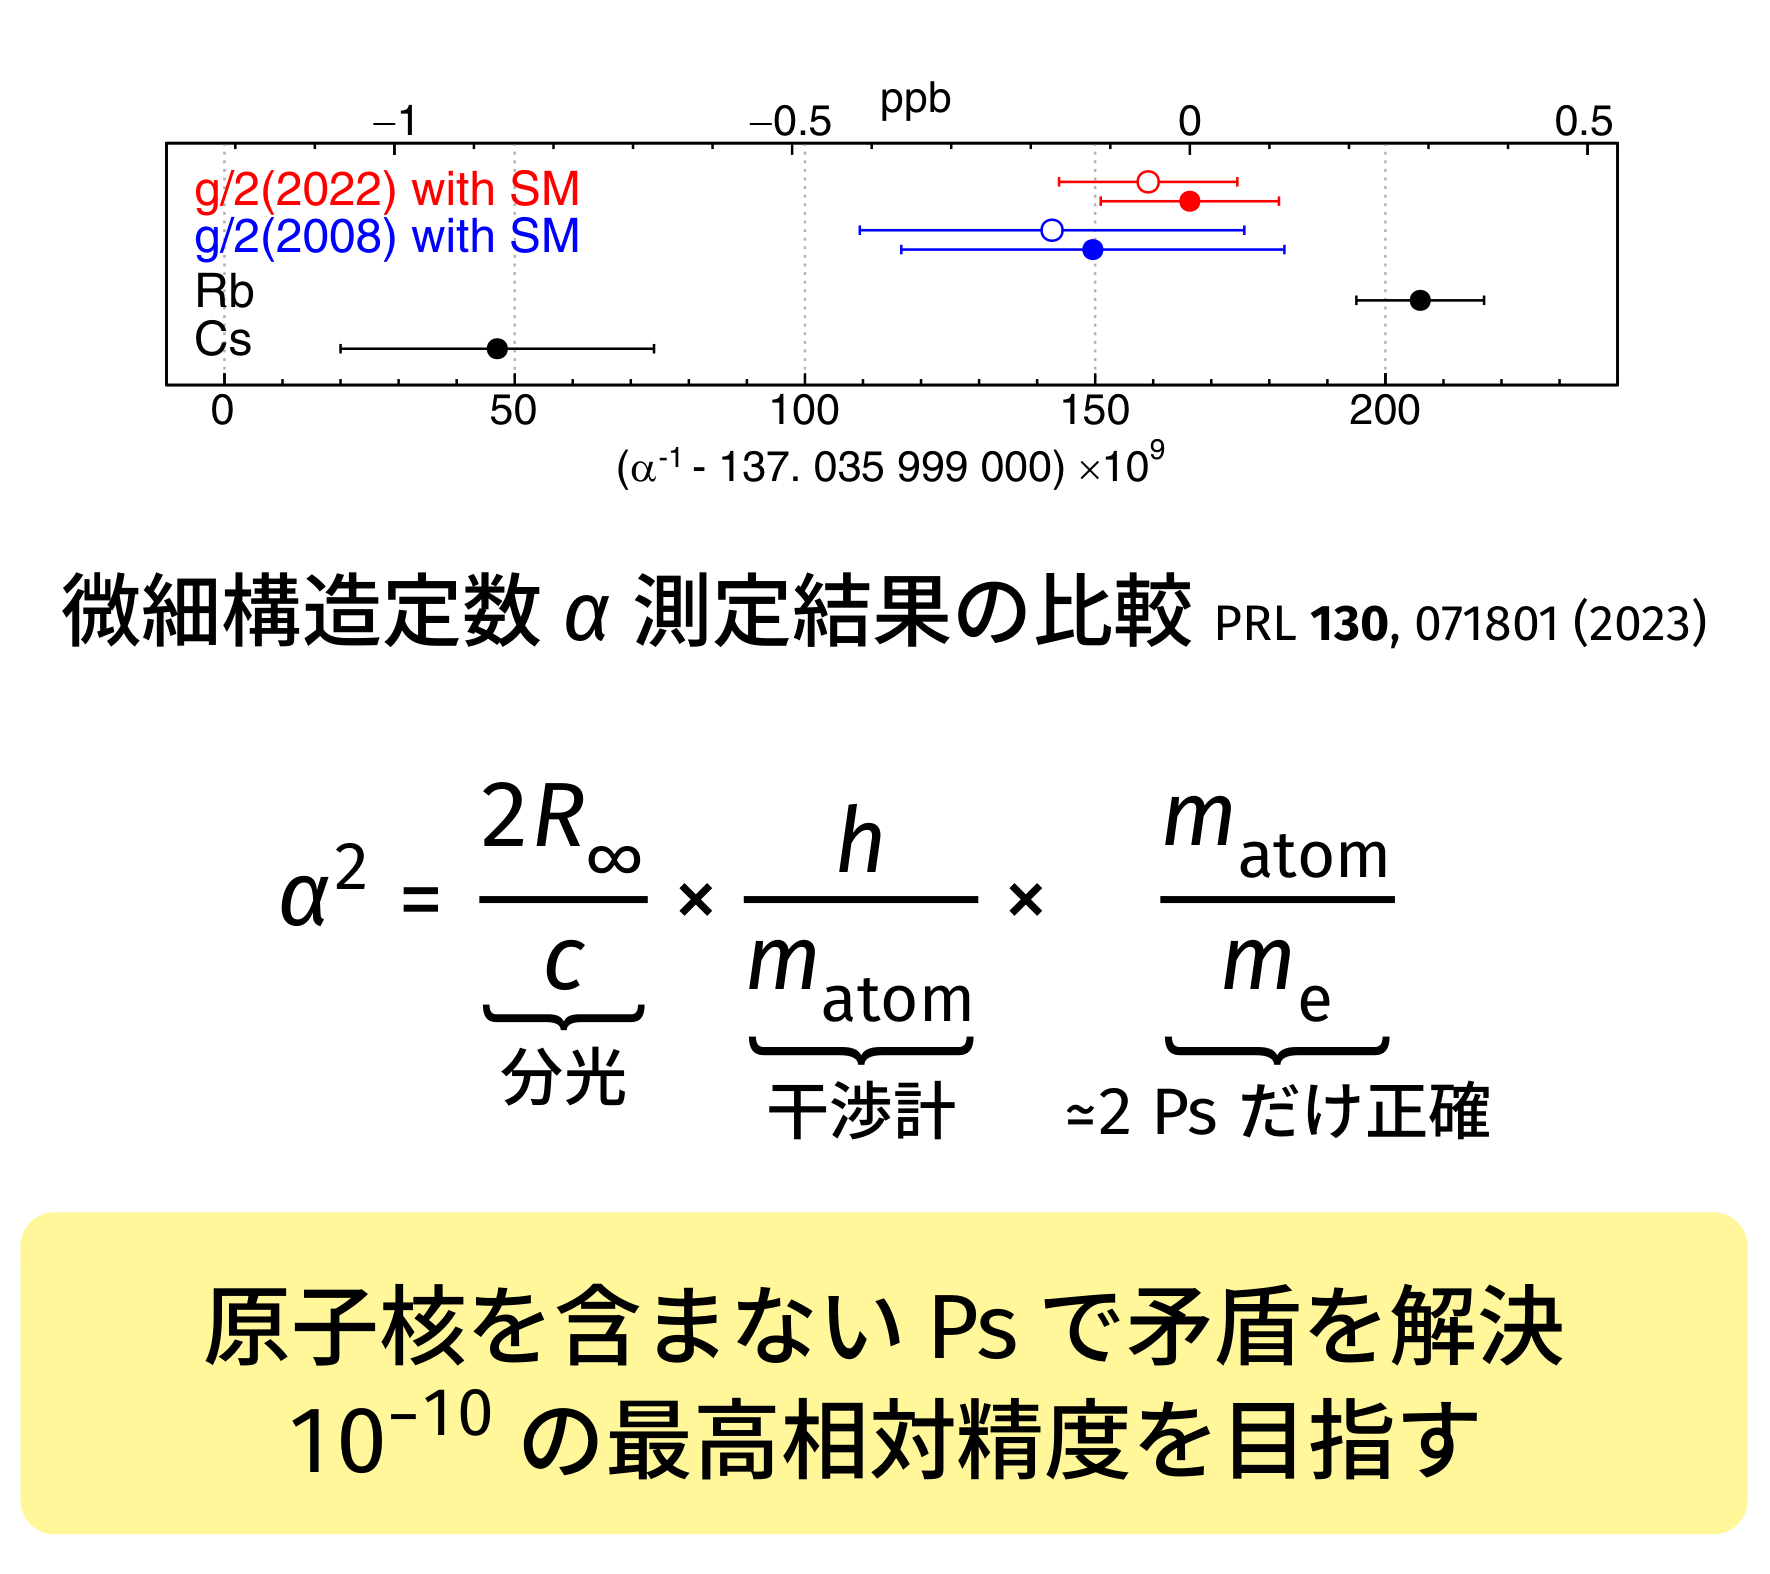 ppb
−1 −0.5 0 0.5
g/2(2022) with SM
g/2(2008) with SM
Rb
Cs
0 50 100 150 200
(α⁻¹ - 137. 035 999 000) ×10⁹
微細構造定数 α 測定結果の比較 PRL 130, 071801 (2023)
α² = 2R∞/c × h/m_atom × m_atom/m_e
分光 干渉計 ≃2 Ps だけ正確
原子核を含まない Ps で矛盾を解決
10⁻¹⁰ の最高相対精度を目指す